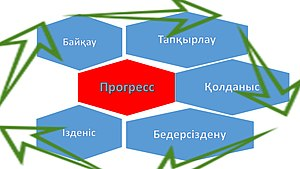 Байқау
Тапқырлау
Прогресс
Қолданыс
Ізденіс
Бедерсіздену